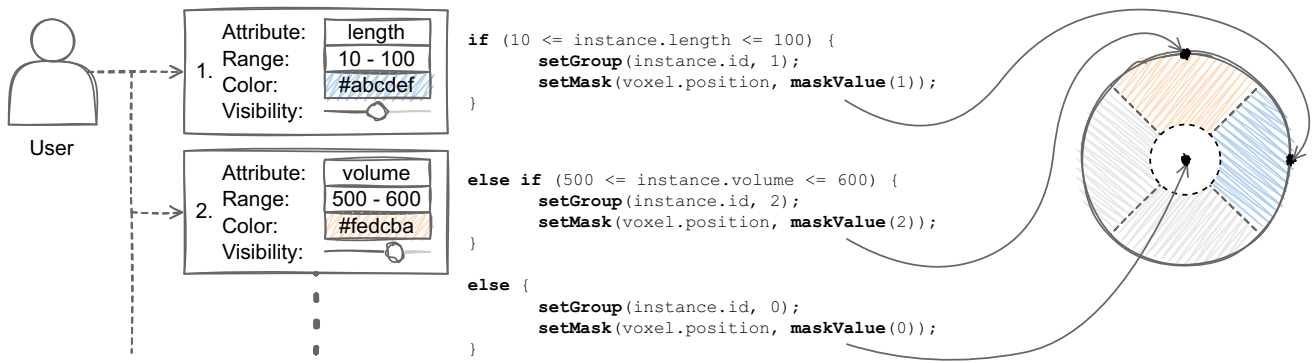 User
1.
Attribute: length
Range: 10 - 100
Color: #abcdef
Visibility:
2.
Attribute: volume
Range: 500 - 600
Color: #fedcba
Visibility:
if (10 <= instance.length <= 100) {
setGroup(instance.id, 1);
setMask(voxel.position, maskValue(1));
}
else if (500 <= instance.volume <= 600) {
setGroup(instance.id, 2);
setMask(voxel.position, maskValue(2));
}
else {
setGroup(instance.id, 0);
setMask(voxel.position, maskValue(0));
}